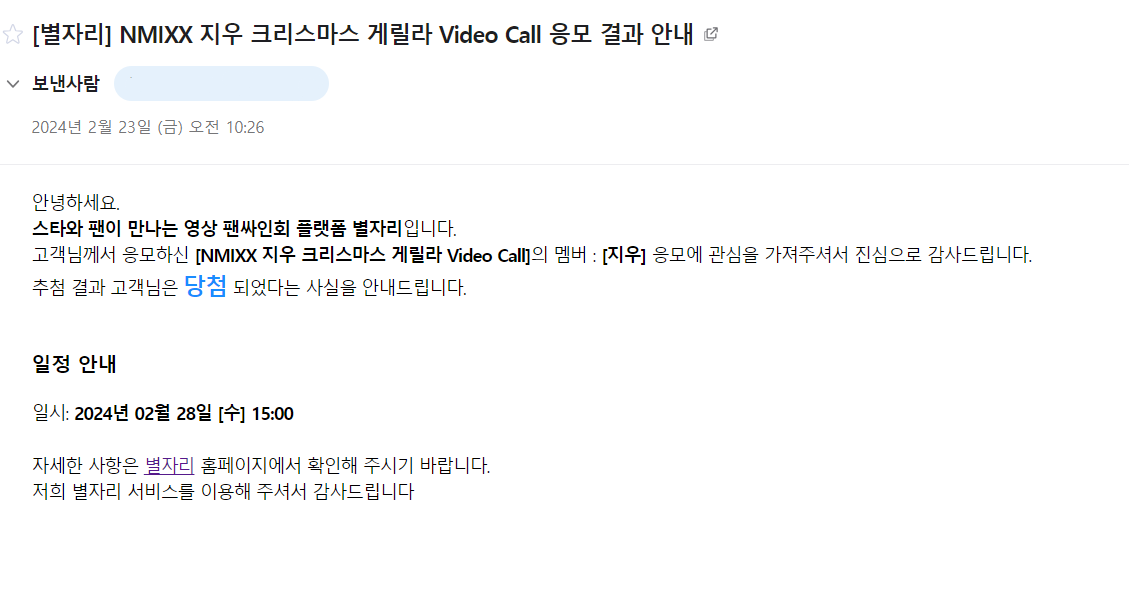 [별자리] NMIXX 지우 크리스마스 게릴라 Video Call 응모 결과 안내
보낸사람
2024년 2월 23일 (금) 오전 10:26
안녕하세요.
스타와 팬이 만나는 영상 팬싸인회 플랫폼 별자리입니다.
고객님께서 응모하신 [NMIXX 지우 크리스마스 게릴라 Video Call]의 멤버 : [지우] 응모에 관심을 가져주셔서 진심으로 감사드립니다.
추첨 결과 고객님은 당첨 되었다는 사실을 안내드립니다.
일정 안내
일시: 2024년 02월 28일 [수] 15:00
자세한 사항은 별자리 홈페이지에서 확인해 주시기 바랍니다.
저희 별자리 서비스를 이용해 주셔서 감사드립니다